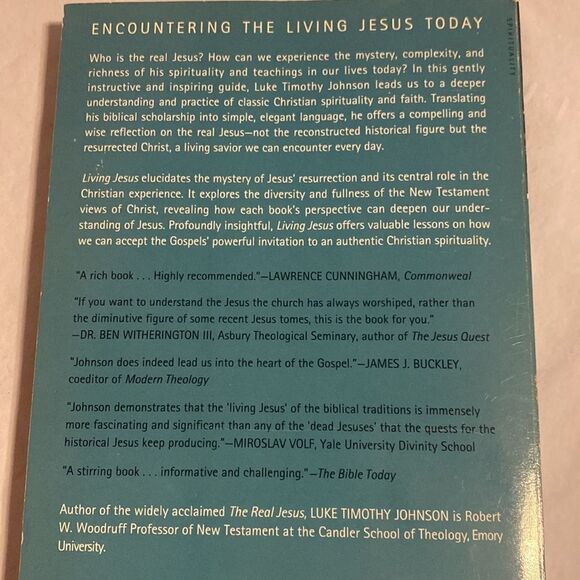 ENCOUNTERING THE LIVING JESUS TODAY
SPIRITUALITY
Who is the real Jesus? How can we experience the mystery, complexity, and
richness of his spirituality and teachings in our lives today? In this gently
instructive and inspiring guide, Luke Timothy Johnson leads us to a deeper
understanding and practice of classic Christian spirituality and faith. Translating
his biblical scholarship into simple, elegant language, he offers a compelling and
wise reflection on the real Jesus—not the reconstructed historical figure but the
resurrected Christ, a living savior we can encounter every day.
Living Jesus elucidates the mystery of Jesus' resurrection and its central role in the
Christian experience. It explores the diversity and fullness of the New Testament
views of Christ, revealing how each book's perspective can deepen our under-
standing of Jesus. Profoundly insightful, Living Jesus offers valuable lessons on how
we can accept the Gospels' powerful invitation to an authentic Christian spirituality.
"A rich book . . . Highly recommended."—LAWRENCE CUNNINGHAM, Commonweal
"If you want to understand the Jesus the church has always worshiped, rather than
the diminutive figure of some recent Jesus tomes, this is the book for you."
—DR. BEN WITHERINGTON III, Asbury Theological Seminary, author of The Jesus Quest
"Johnson does indeed lead us into the heart of the Gospel."—JAMES J. BUCKLEY,
coeditor of Modern Theology
"Johnson demonstrates that the 'living Jesus' of the biblical traditions is immensely
more fascinating and significant than any of the 'dead Jesuses' that the quests for the
historical Jesus keep producing."—MIROSLAV VOLF, Yale University Divinity School
"A stirring book . . . informative and challenging."—The Bible Today
Author of the widely acclaimed The Real Jesus, LUKE TIMOTHY JOHNSON is Robert
W. Woodruff Professor of New Testament at the Candler School of Theology, Emory
University.